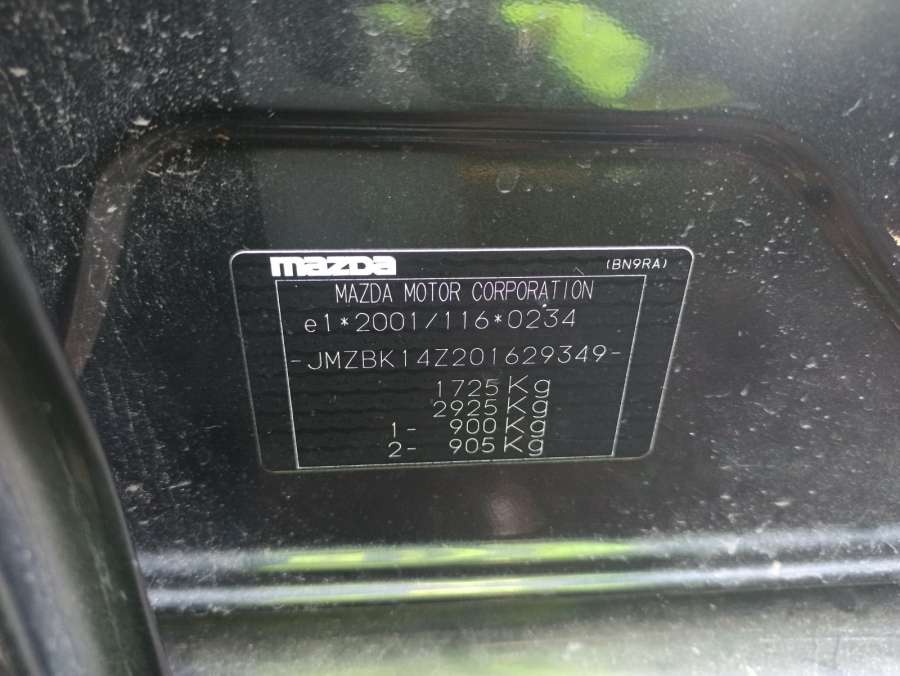 mazda
(BN9RA)
MAZDA MOTOR CORPORATION
e1*2001/116*0234
-JMZBK14Z201629349-
1725 Kg
2925 Kg
1- 900 Kg
2- 905 Kg